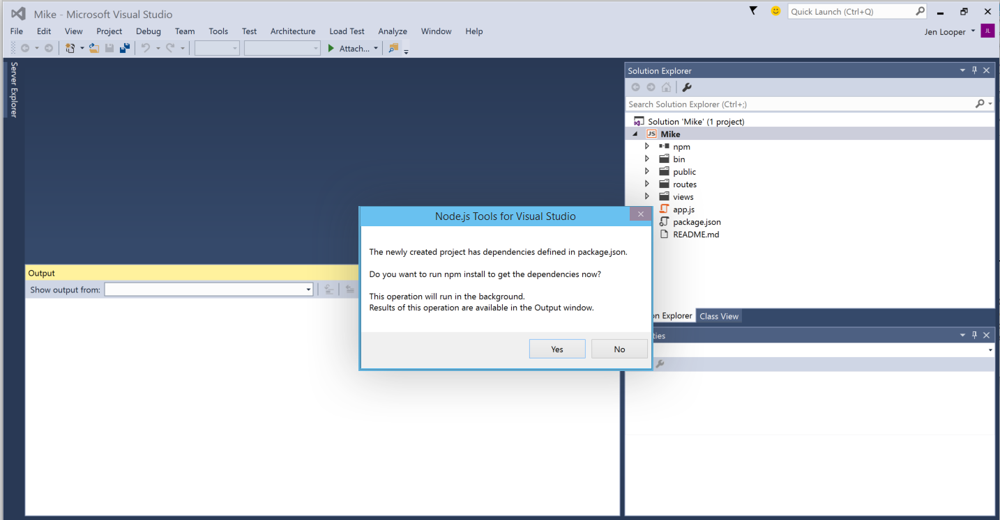 Mike - Microsoft Visual Studio
Quick Launch (Ctrl+Q)
File Edit View Project Debug Team Tools Test Architecture Load Test Analyze Window Help
Jen Looper
JL
Attach...
Server Explorer
Solution Explorer
Search Solution Explorer (Ctrl+;)
Solution 'Mike' (1 project)
JS Mike
npm
bin
public
routes
views
app.js
package.json
README.md
Node.js Tools for Visual Studio
The newly created project has dependencies defined in package.json.
Do you want to run npm install to get the dependencies now?
This operation will run in the background.
Results of this operation are available in the Output window.
Yes
No
Output
Show output from:
on Explorer
Class View
ties